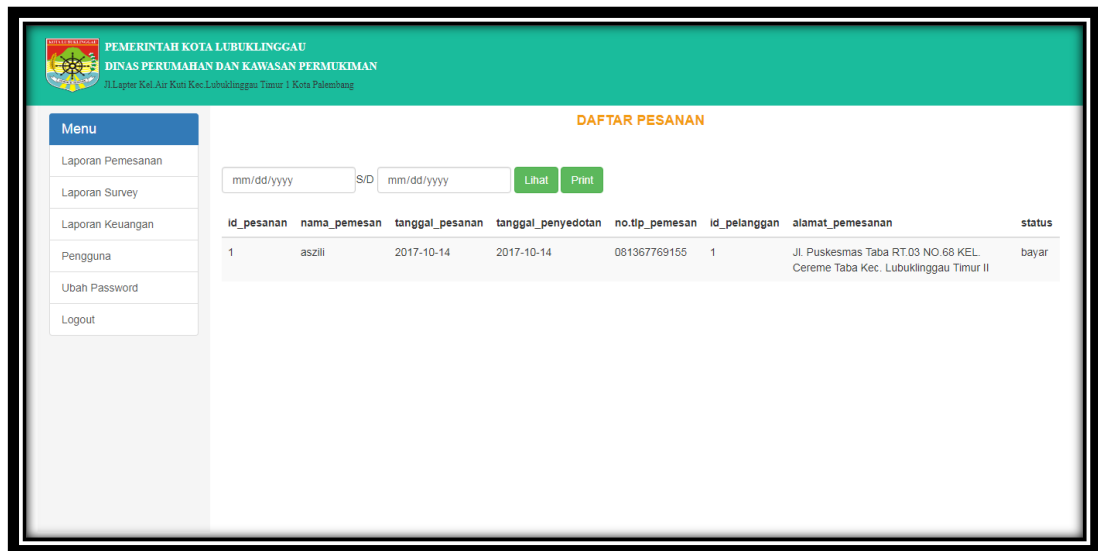 KOTA LUBUKLINGGAU
PEMERINTAH KOTA LUBUKLINGGAU
DINAS PERUMAHAN DAN KAWASAN PERMUKIMAN
Jl.Lapter Kel.Air Kuti Kec.Lubuklinggau Timur 1 Kota Palembang
Menu
Laporan Pemesanan
Laporan Survey
Laporan Keuangan
Pengguna
Ubah Password
Logout
DAFTAR PESANAN
mm/dd/yyyy S/D mm/dd/yyyy Lihat Print
id_pesanan nama_pemesan tanggal_pesanan tanggal_penyedotan no.tlp_pemesan id_pelanggan alamat_pemesanan status
1 aszili 2017-10-14 2017-10-14 081367769155 1 Jl. Puskesmas Taba RT.03 NO.68 KEL. bayar
Cereme Taba Kec. Lubuklinggau Timur II